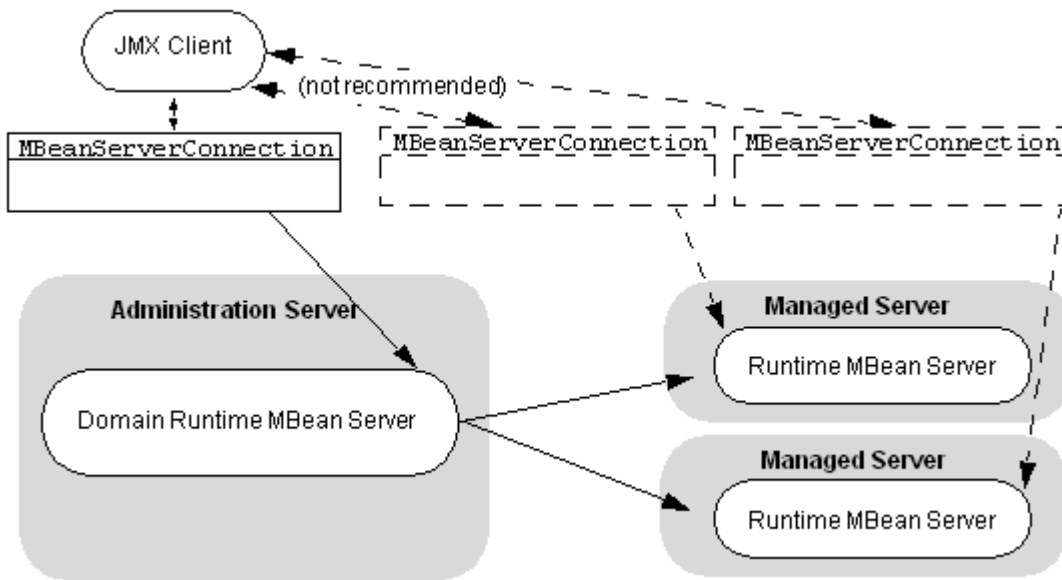 JMX Client
(not recommended)
MBeanServerConnection
MBeanServerConnection
MBeanServerConnection
Administration Server
Domain Runtime MBean Server
Managed Server
Runtime MBean Server
Managed Server
Runtime MBean Server